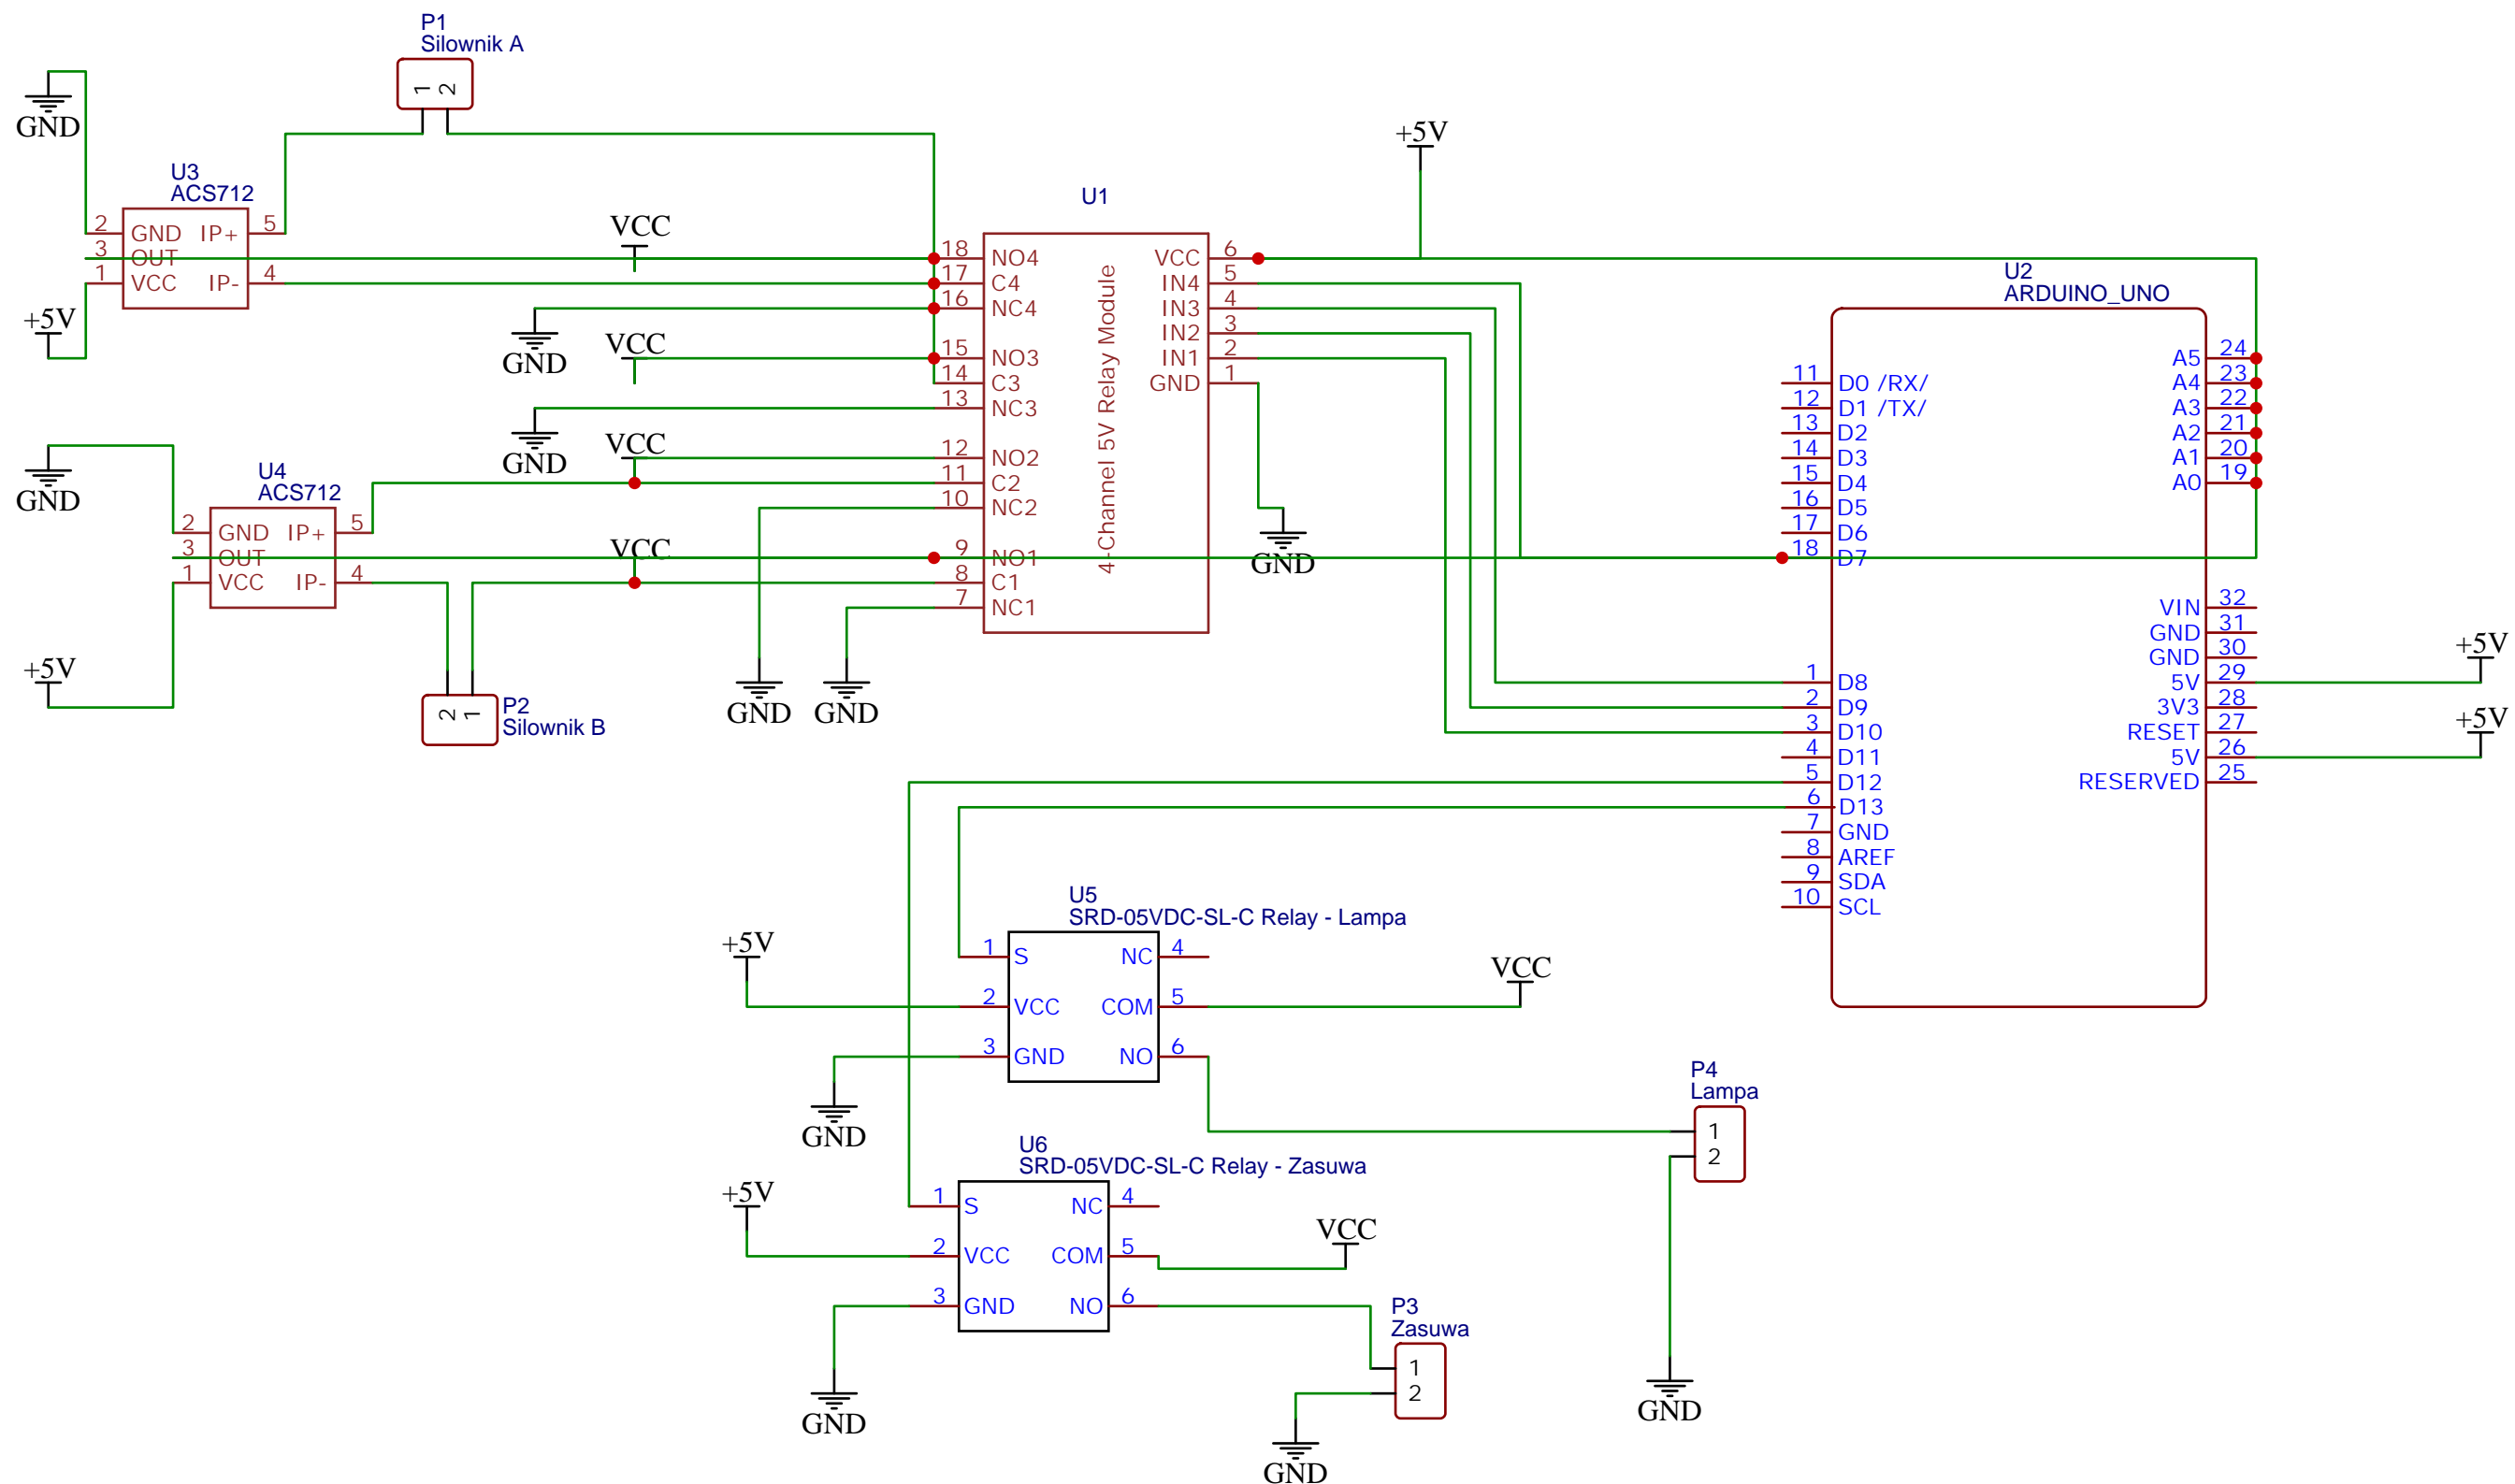 P1
Silownik A
1 2
GND
U3
ACS712
2 GND IP+ 5
3 OUT
1 VCC IP- 4
+5V
VCC
VCC
GND
VCC
GND
VCC
GND
U4
ACS712
2 GND IP+ 5
3 OUT
1 VCC IP- 4
+5V
2 1
P2
Silownik B
GND
GND
U1
4-Channel 5V Relay Module
18 NO4
17 C4
16 NC4
15 NO3
14 C3
13 NC3
12 NO2
11 C2
10 NC2
9 NO1
8 C1
7 NC1
VCC 6
IN4 5
IN3 4
IN2 3
IN1 2
GND 1
+5V
GND
U2
ARDUINO_UNO
11 D0 /RX/
12 D1 /TX/
13 D2
14 D3
15 D4
16 D5
17 D6
18 D7
1 D8
2 D9
3 D10
4 D11
5 D12
6 D13
7 GND
8 AREF
9 SDA
10 SCL
A5 24
A4 23
A3 22
A2 21
A1 20
A0 19
VIN 32
GND 31
GND 30
5V 29
3V3 28
RESET 27
5V 26
RESERVED 25
+5V
+5V
U5
SRD-05VDC-SL-C Relay - Lampa
+5V
1 S NC 4
2 VCC COM 5
3 GND NO 6
VCC
GND
P4
Lampa
1
2
GND
U6
SRD-05VDC-SL-C Relay - Zasuwa
+5V
1 S NC 4
2 VCC COM 5
3 GND NO 6
VCC
GND
P3
Zasuwa
1
2
GND